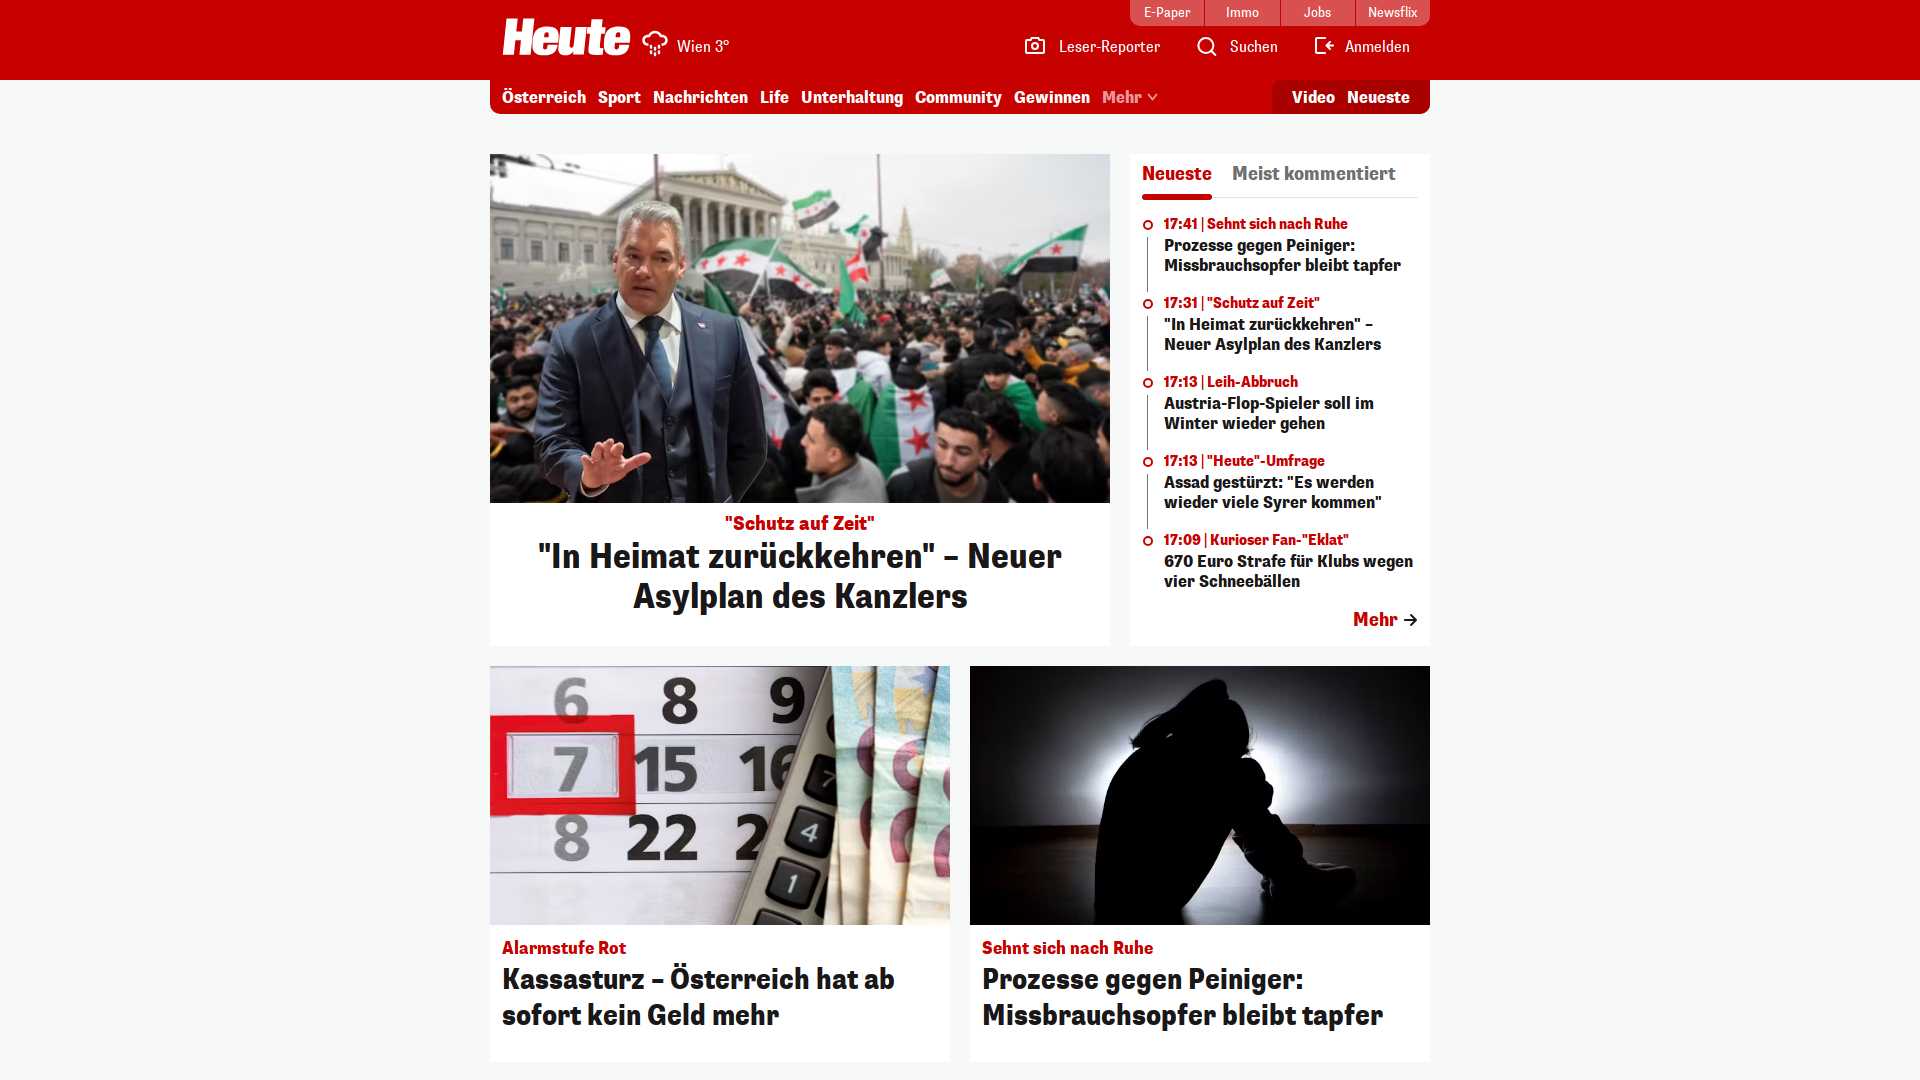 E-Paper
Immo
Jobs
Newsflix
Heute
Wien 3°
Leser-Reporter
Suchen
Anmelden
Österreich
Sport
Nachrichten
Life
Unterhaltung
Community
Gewinnen
Mehr
Video
Neueste
"Schutz auf Zeit"
"In Heimat zurückkehren" – Neuer
Asylplan des Kanzlers
Neueste
Meist kommentiert
17:41 | Sehnt sich nach Ruhe
Prozesse gegen Peiniger:
Missbrauchsopfer bleibt tapfer
17:31 | "Schutz auf Zeit"
"In Heimat zurückkehren" –
Neuer Asylplan des Kanzlers
17:13 | Leih-Abbruch
Austria-Flop-Spieler soll im
Winter wieder gehen
17:13 | "Heute"-Umfrage
Assad gestürzt: "Es werden
wieder viele Syrer kommen"
17:09 | Kurioser Fan-"Eklat"
670 Euro Strafe für Klubs wegen
vier Schneebällen
Mehr
6 8 9
7 15 16
8 22
7
4
1
Alarmstufe Rot
Kassasturz – Österreich hat ab
sofort kein Geld mehr
Sehnt sich nach Ruhe
Prozesse gegen Peiniger:
Missbrauchsopfer bleibt tapfer